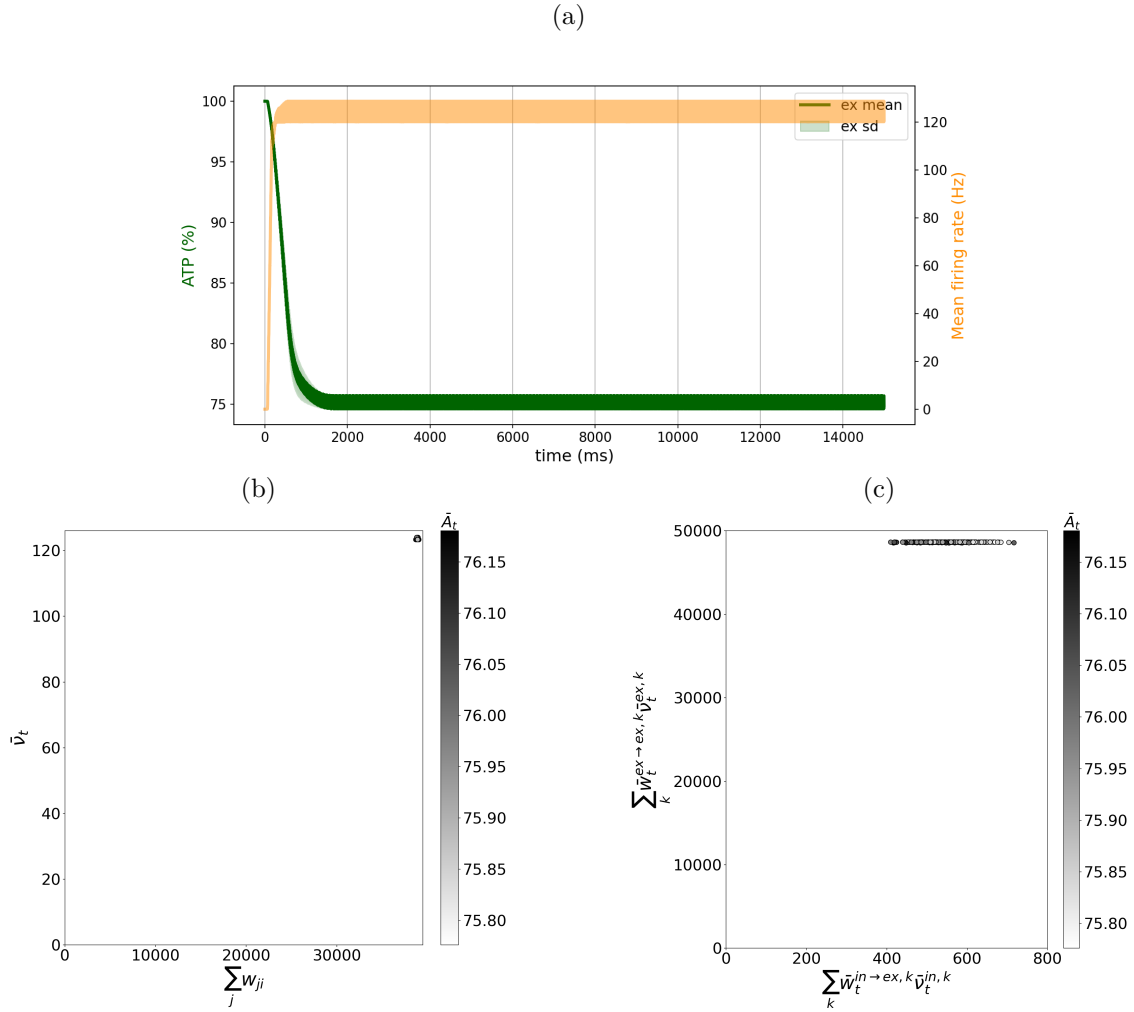 (a)
100
95
90
85
80
75
ATP (%)
ex mean
ex sd
120
100
80
60
40
20
0
Mean firing rate (Hz)
0 2000 4000 6000 8000 10000 12000 14000
time (ms)
(b)
(c)
120
100
80
60
40
20
0
ν̄_t
0 10000 20000 30000
∑_j w_{ji}
Ā_t
76.15
76.10
76.05
76.00
75.95
75.90
75.85
75.80
50000
40000
30000
20000
10000
0
∑_k w̄_t^{ex→ex,k} ν̄_t^{ex,k}
0 200 400 600 800
∑_k w̄_t^{in→ex,k} ν̄_t^{in,k}
Ā_t
76.15
76.10
76.05
76.00
75.95
75.90
75.85
75.80